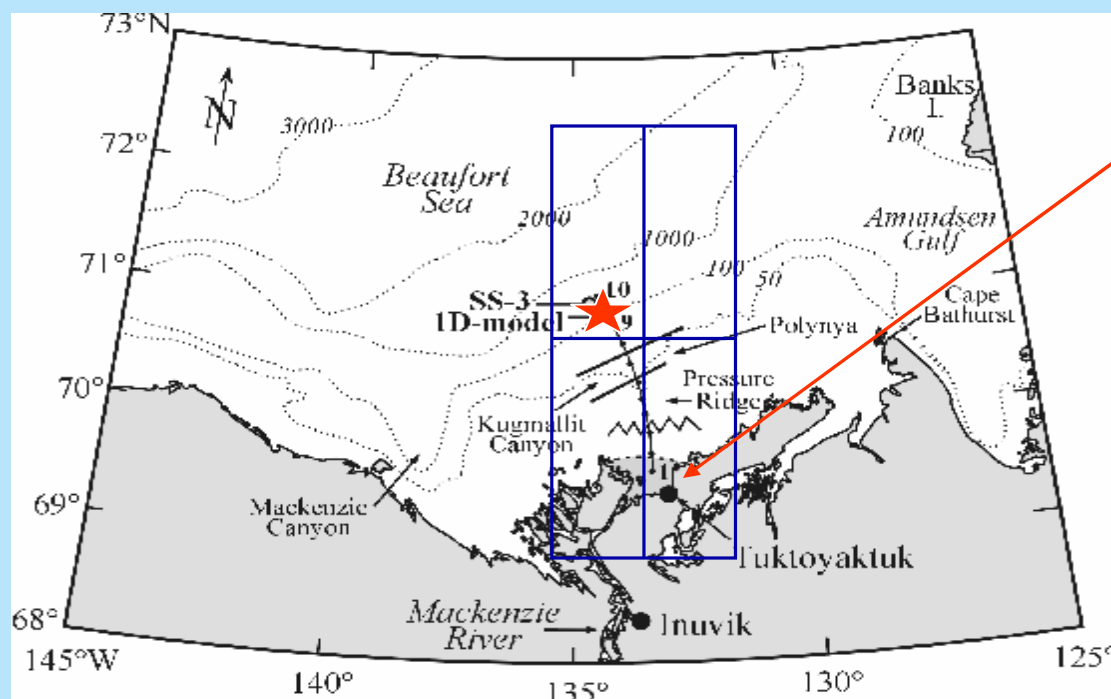 73°N
N
3000
72°
Banks
I.
100
Beaufort
Sea
2000
1000
Amundsen
Gulf
71°
100
50
SS-3
10
1D-model
9
Cape
Bathurst
Polynya
70°
Pressure
Ridge
Kugmallit
Canyon
1
69°
Mackenzie
Canyon
Tuktoyaktuk
Mackenzie
River
Inuvik
68°
145°W
140°
135°
130°
125°